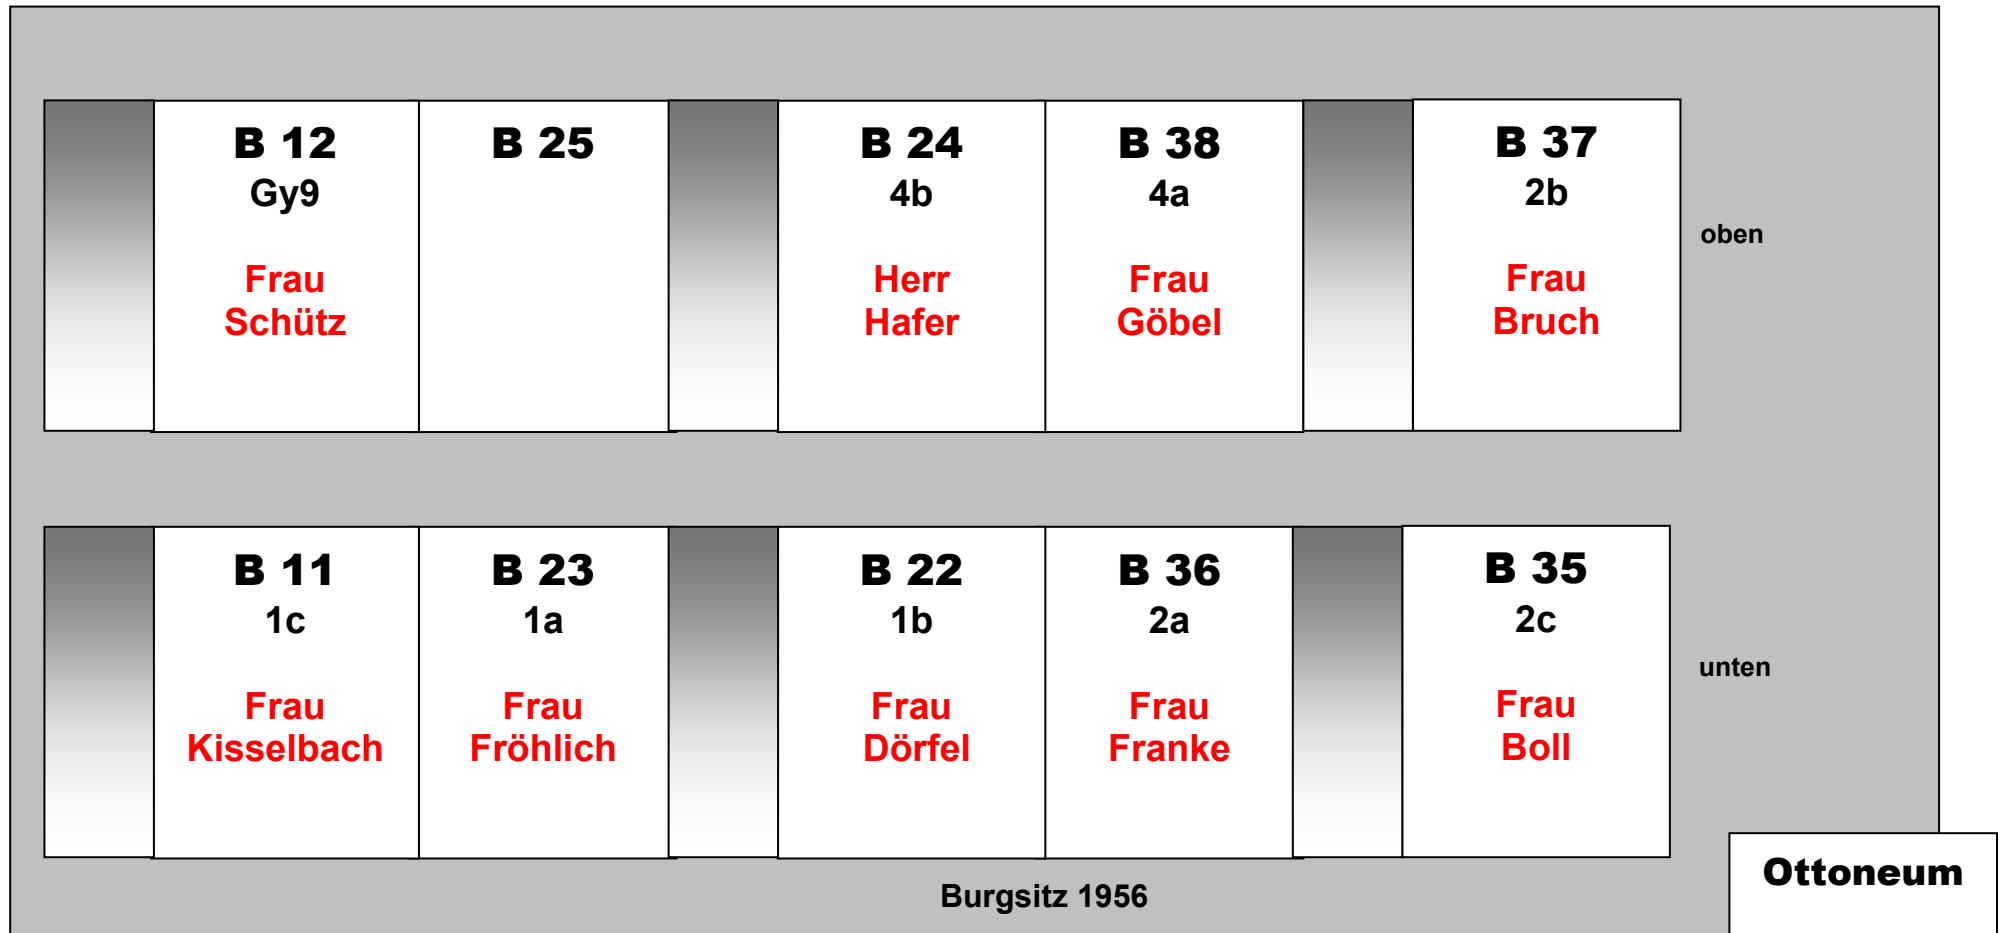 B 12
Gy9
Frau
Schütz
B 25
B 24
4b
Herr
Hafer
B 38
4a
Frau
Göbel
B 37
2b
Frau
Bruch
oben
B 11
1c
Frau
Kisselbach
B 23
1a
Frau
Fröhlich
B 22
1b
Frau
Dörfel
B 36
2a
Frau
Franke
B 35
2c
Frau
Boll
unten
Burgsitz 1956
Ottoneum